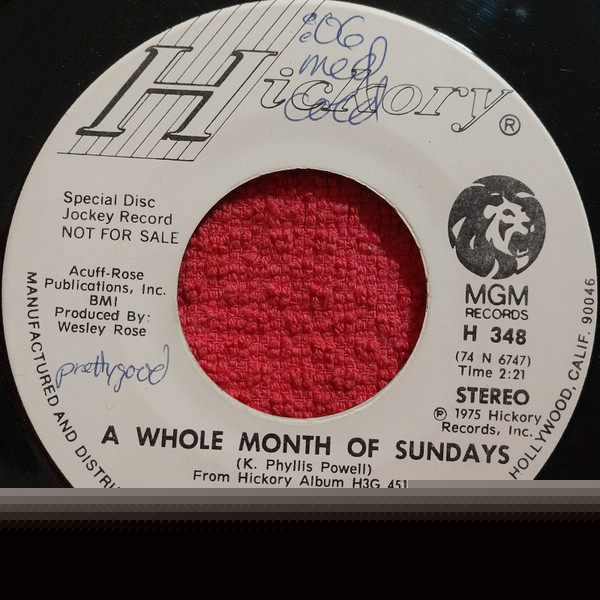 :06
med
Cold
Hickory®
Special Disc
Jockey Record
NOT FOR SALE
Acuff-Rose
Publications, Inc.
BMI
Produced By:
Wesley Rose
prettygood
MGM
RECORDS
H 348
(74 N 6747)
Time 2:21
STEREO
℗ 1975 Hickory
Records, Inc.
A WHOLE MONTH OF SUNDAYS
(K. Phyllis Powell)
From Hickory Album H3G 451
MANUFACTURED AND DISTRI
HOLLYWOOD, CALIF. 90046